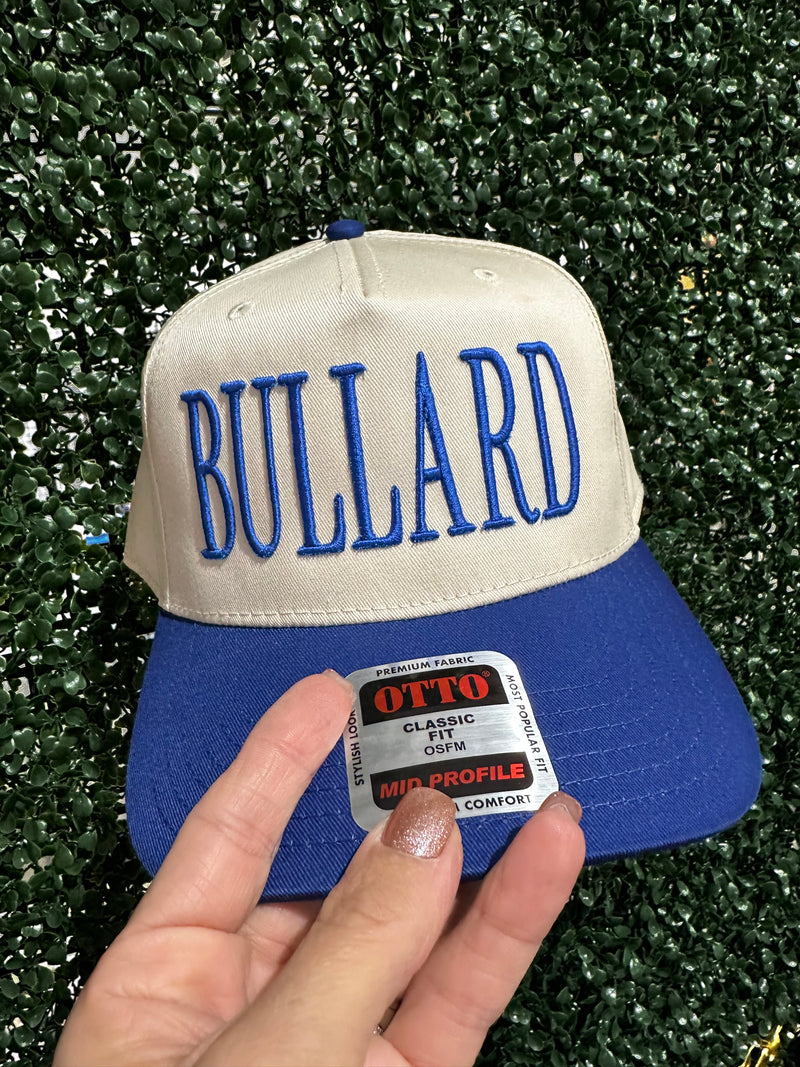 BULLARD
PREMIUM FABRIC
OTTO®
CLASSIC
FIT
OSFM
MID PROFILE
COMFORT
STYLISH LOOK
MOST POPULAR FIT